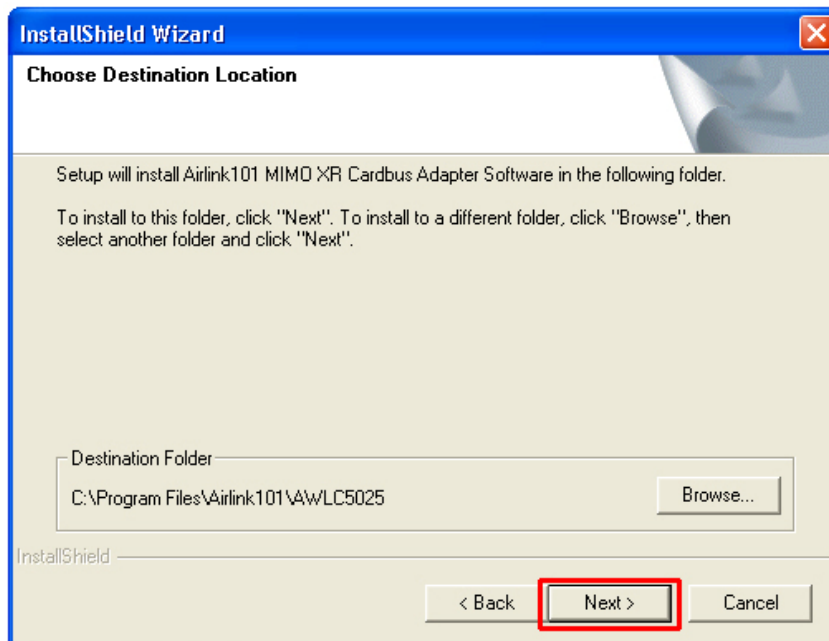 InstallShield Wizard
Choose Destination Location
Setup will install Airlink101 MIMO XR Cardbus Adapter Software in the following folder.
To install to this folder, click "Next". To install to a different folder, click "Browse", then
select another folder and click "Next".
Destination Folder
C:\Program Files\Airlink101\AWLC5025
Browse...
InstallShield
< Back
Next >
Cancel